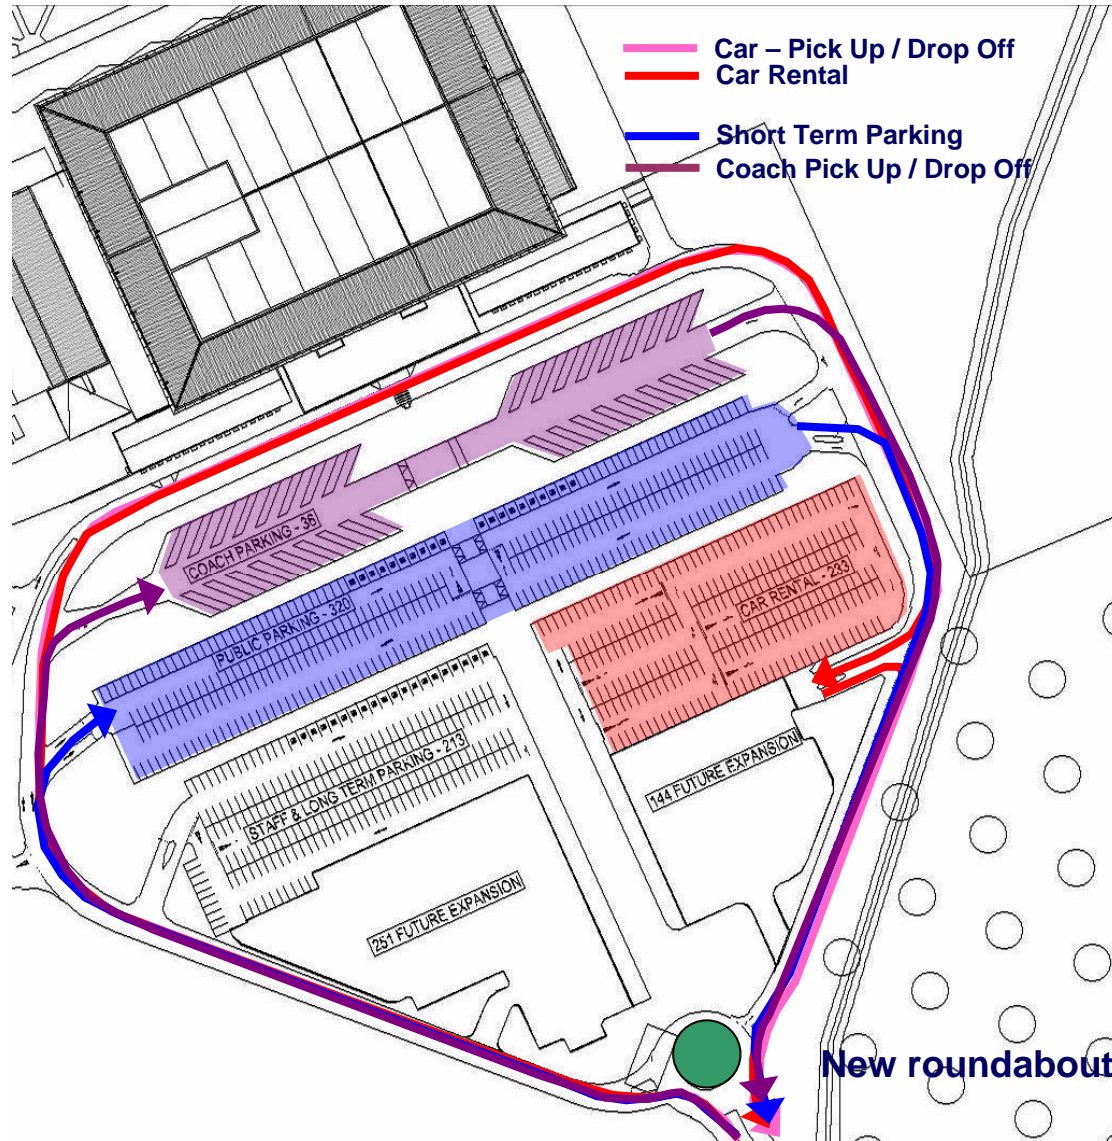 Car – Pick Up / Drop Off
Car Rental
Short Term Parking
Coach Pick Up / Drop Off
COACH PARKING - 36
PUBLIC PARKING - 320
CAR RENTAL - 233
STAFF & LONG TERM PARKING - 213
144 FUTURE EXPANSION
251 FUTURE EXPANSION
New roundabout